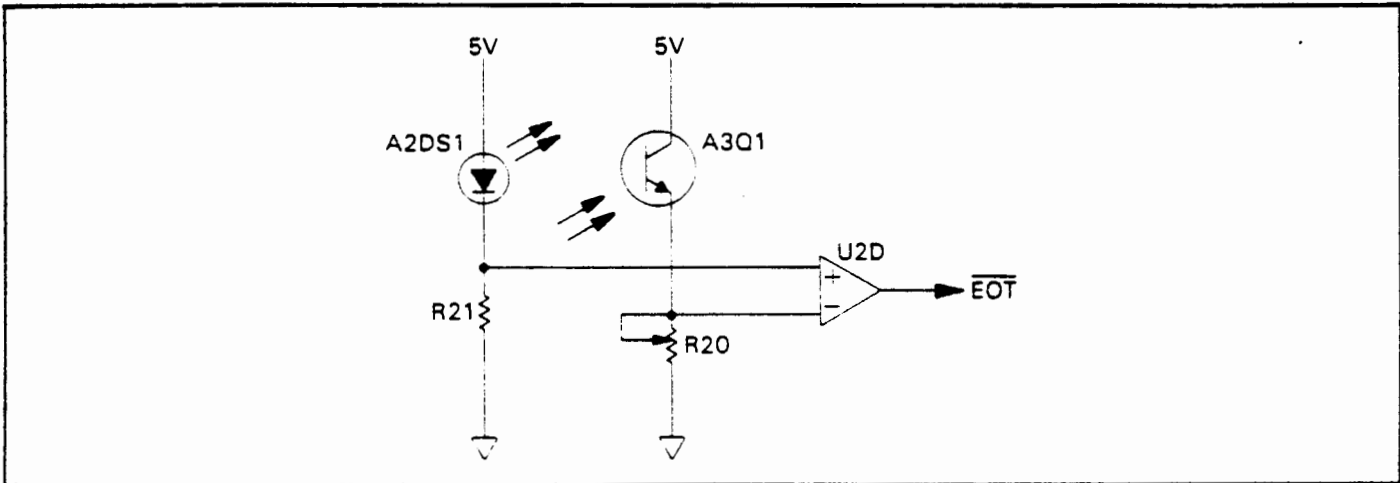 5V 5V
A2DS1 A3Q1
U2D
+
EOT
−
R21
R20